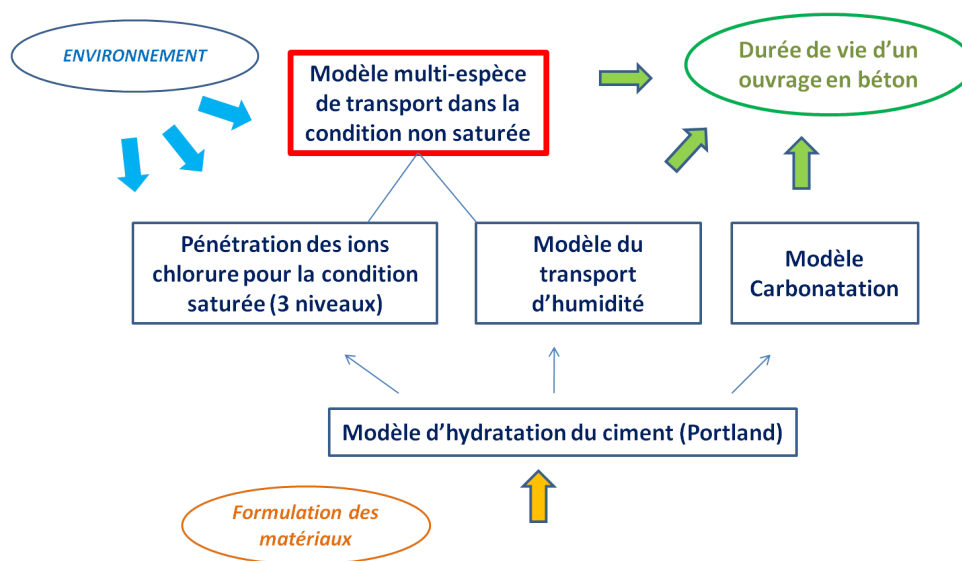 ENVIRONNEMENT
Modèle multi-espèce
de transport dans la
condition non saturée
Durée de vie d’un
ouvrage en béton
Pénétration des ions
chlorure pour la condition
saturée (3 niveaux)
Modèle du
transport
d’humidité
Modèle
Carbonatation
Modèle d’hydratation du ciment (Portland)
Formulation des
matériaux